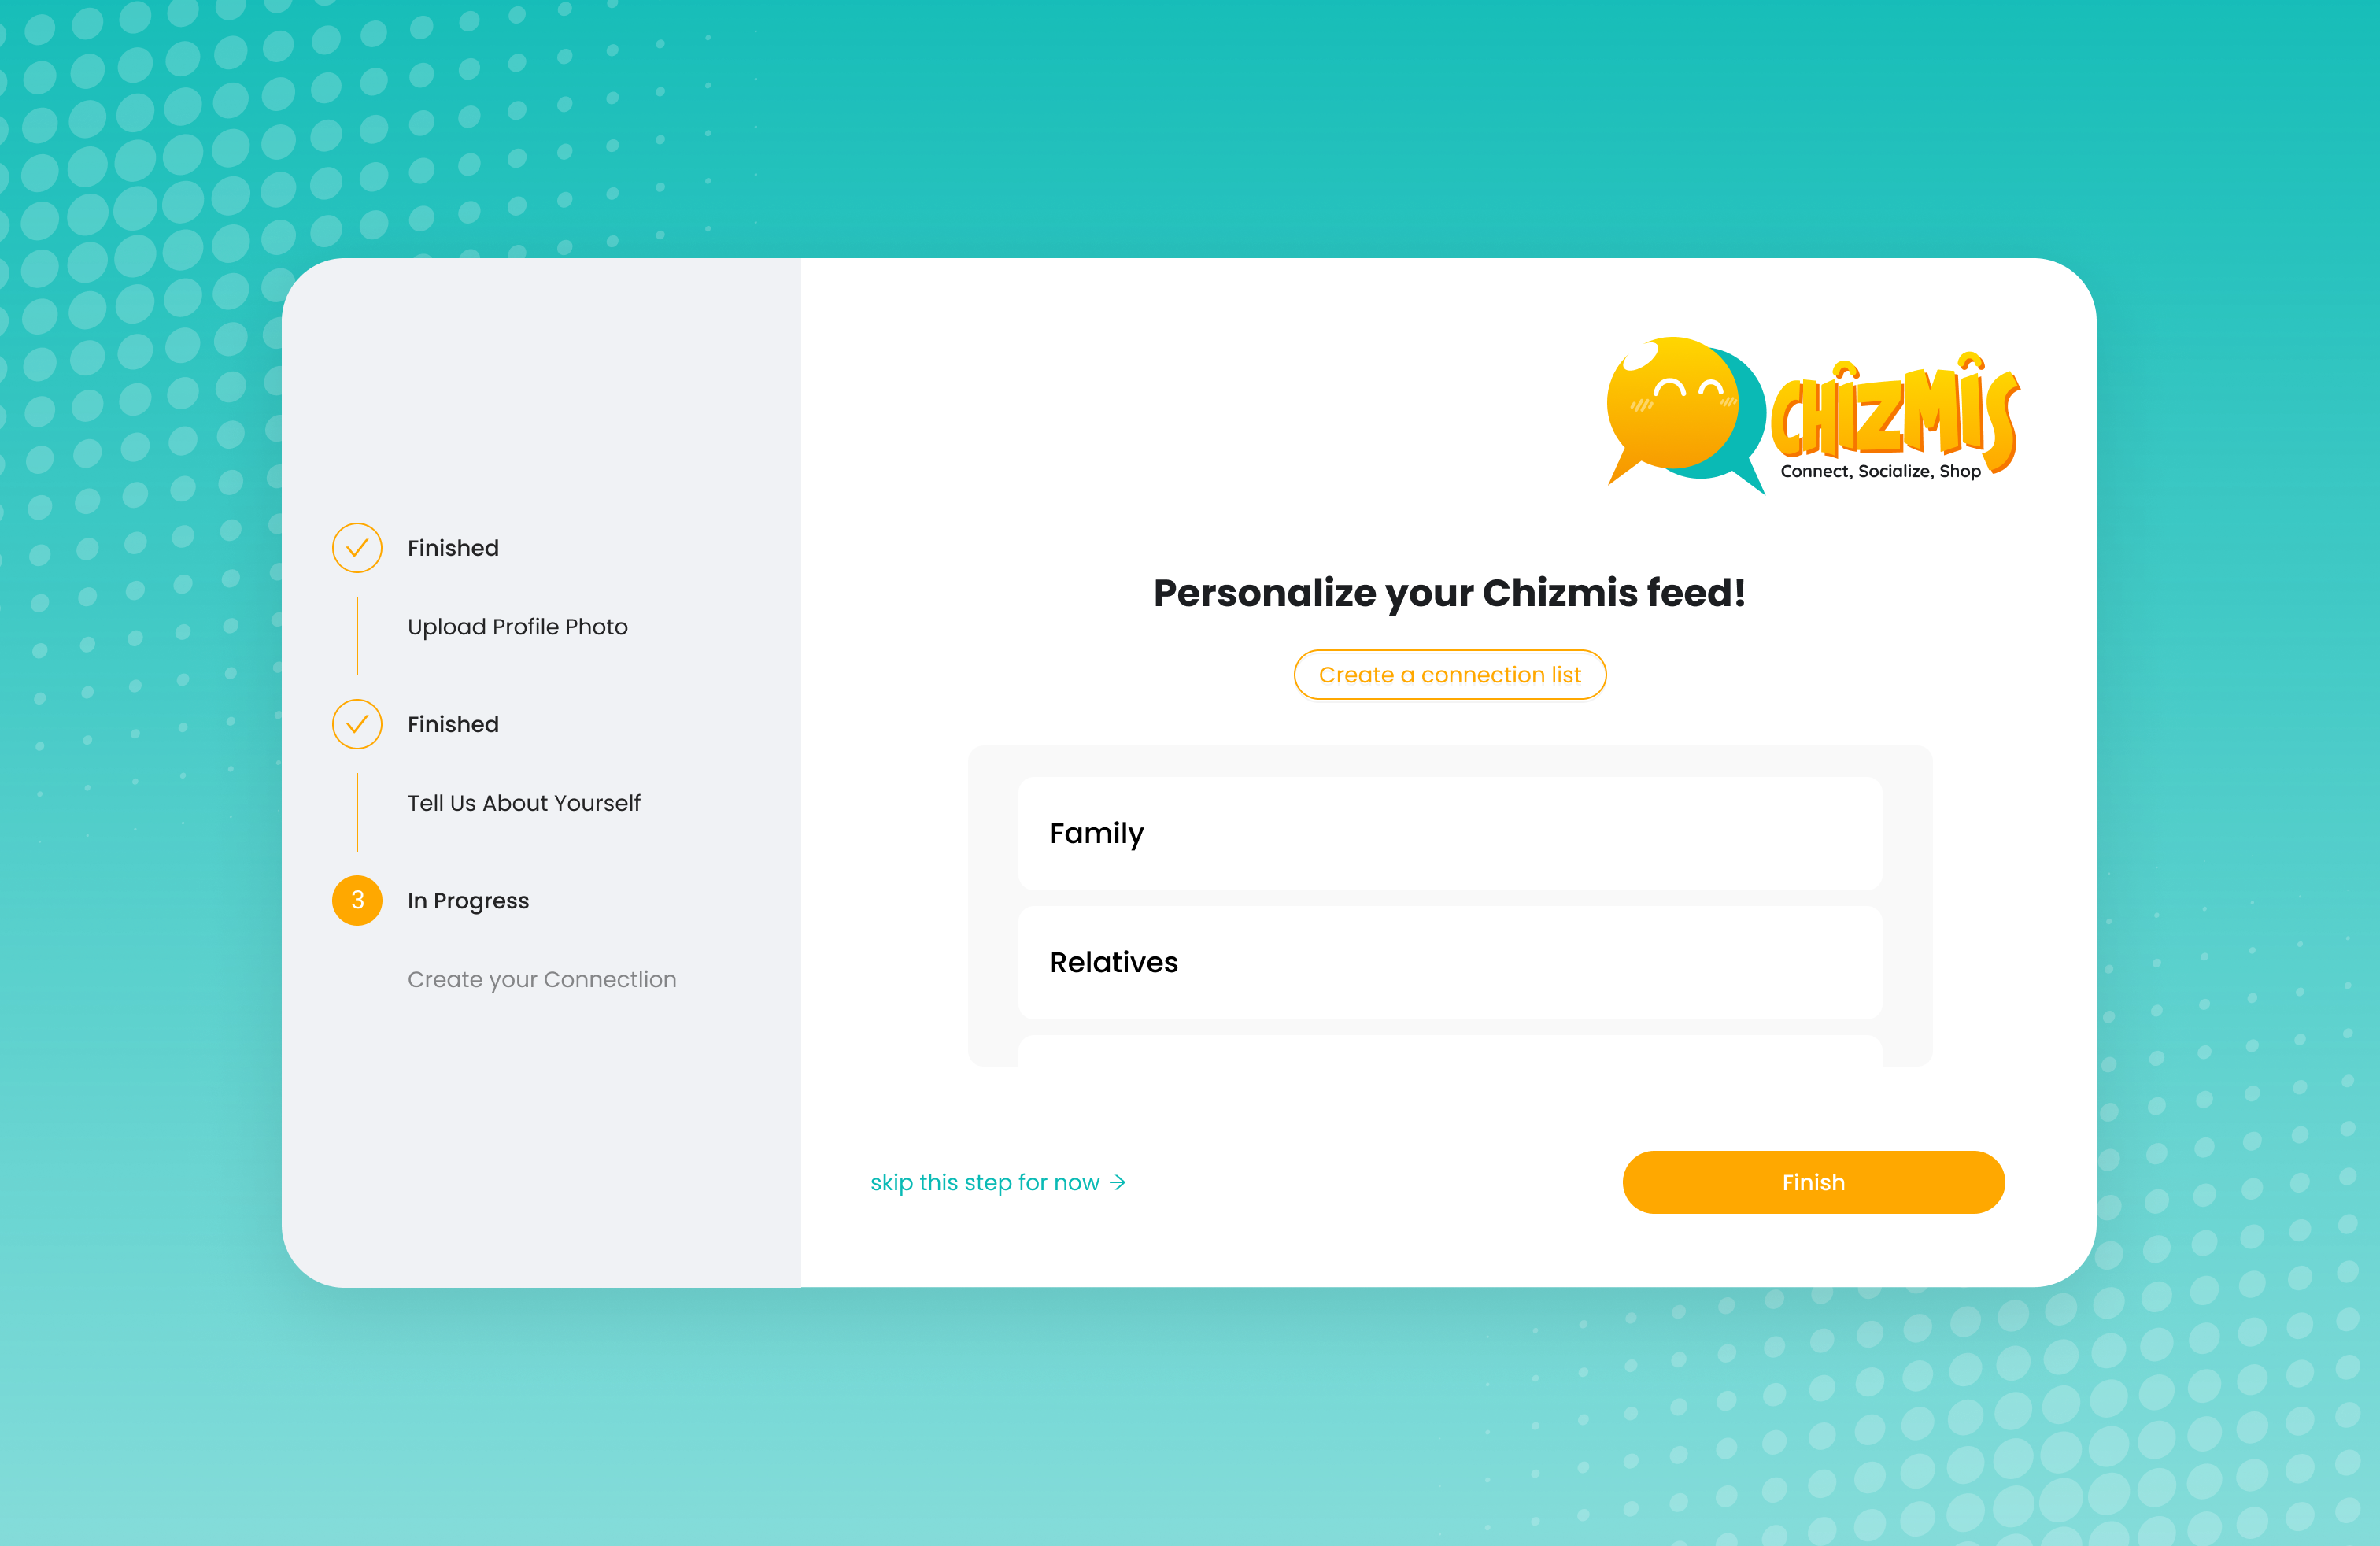 CHIZMIS
Connect, Socialize, Shop
Finished
Upload Profile Photo
Finished
Tell Us About Yourself
3
In Progress
Create your Connectlion
Personalize your Chizmis feed!
Create a connection list
Family
Relatives
skip this step for now →
Finish